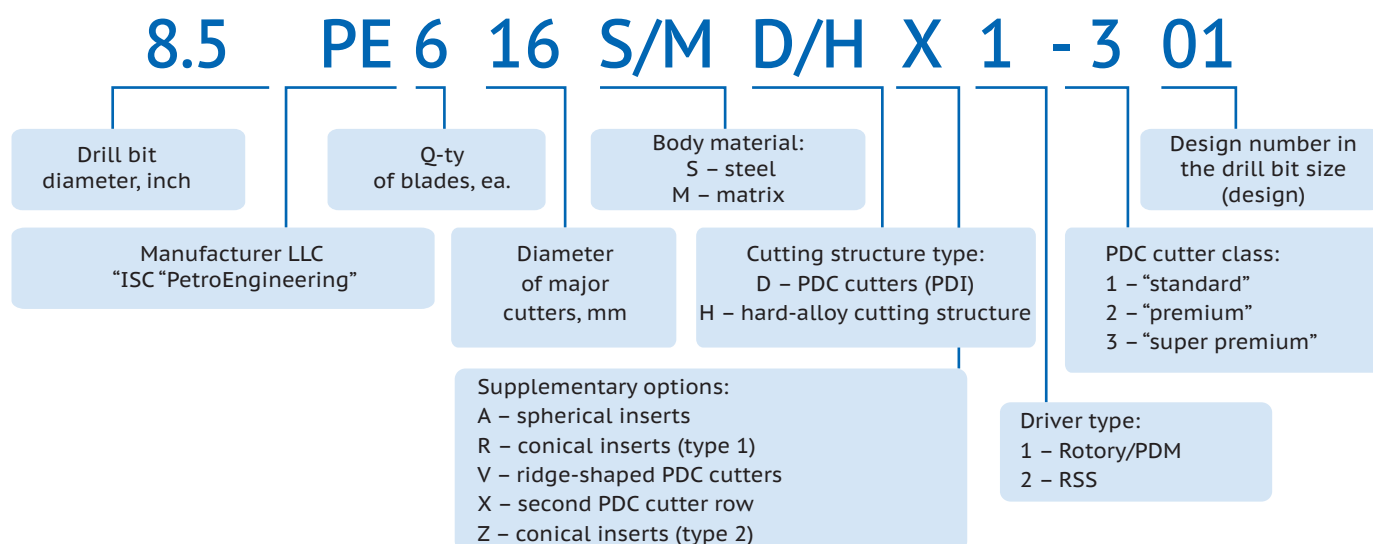 8.5 PE 6 16 S/M D/H X 1 - 3 01
Drill bit
diameter, inch
Q-ty
of blades, ea.
Body material:
S – steel
M – matrix
Design number in
the drill bit size
(design)
Manufacturer LLC
“ISC “PetroEngineering”
Diameter
of major
cutters, mm
Cutting structure type:
D – PDC cutters (PDI)
H – hard-alloy cutting structure
PDC cutter class:
1 – “standard”
2 – “premium”
3 – “super premium”
Supplementary options:
A – spherical inserts
R – conical inserts (type 1)
V – ridge-shaped PDC cutters
X – second PDC cutter row
Z – conical inserts (type 2)
Driver type:
1 – Rotory/PDM
2 – RSS